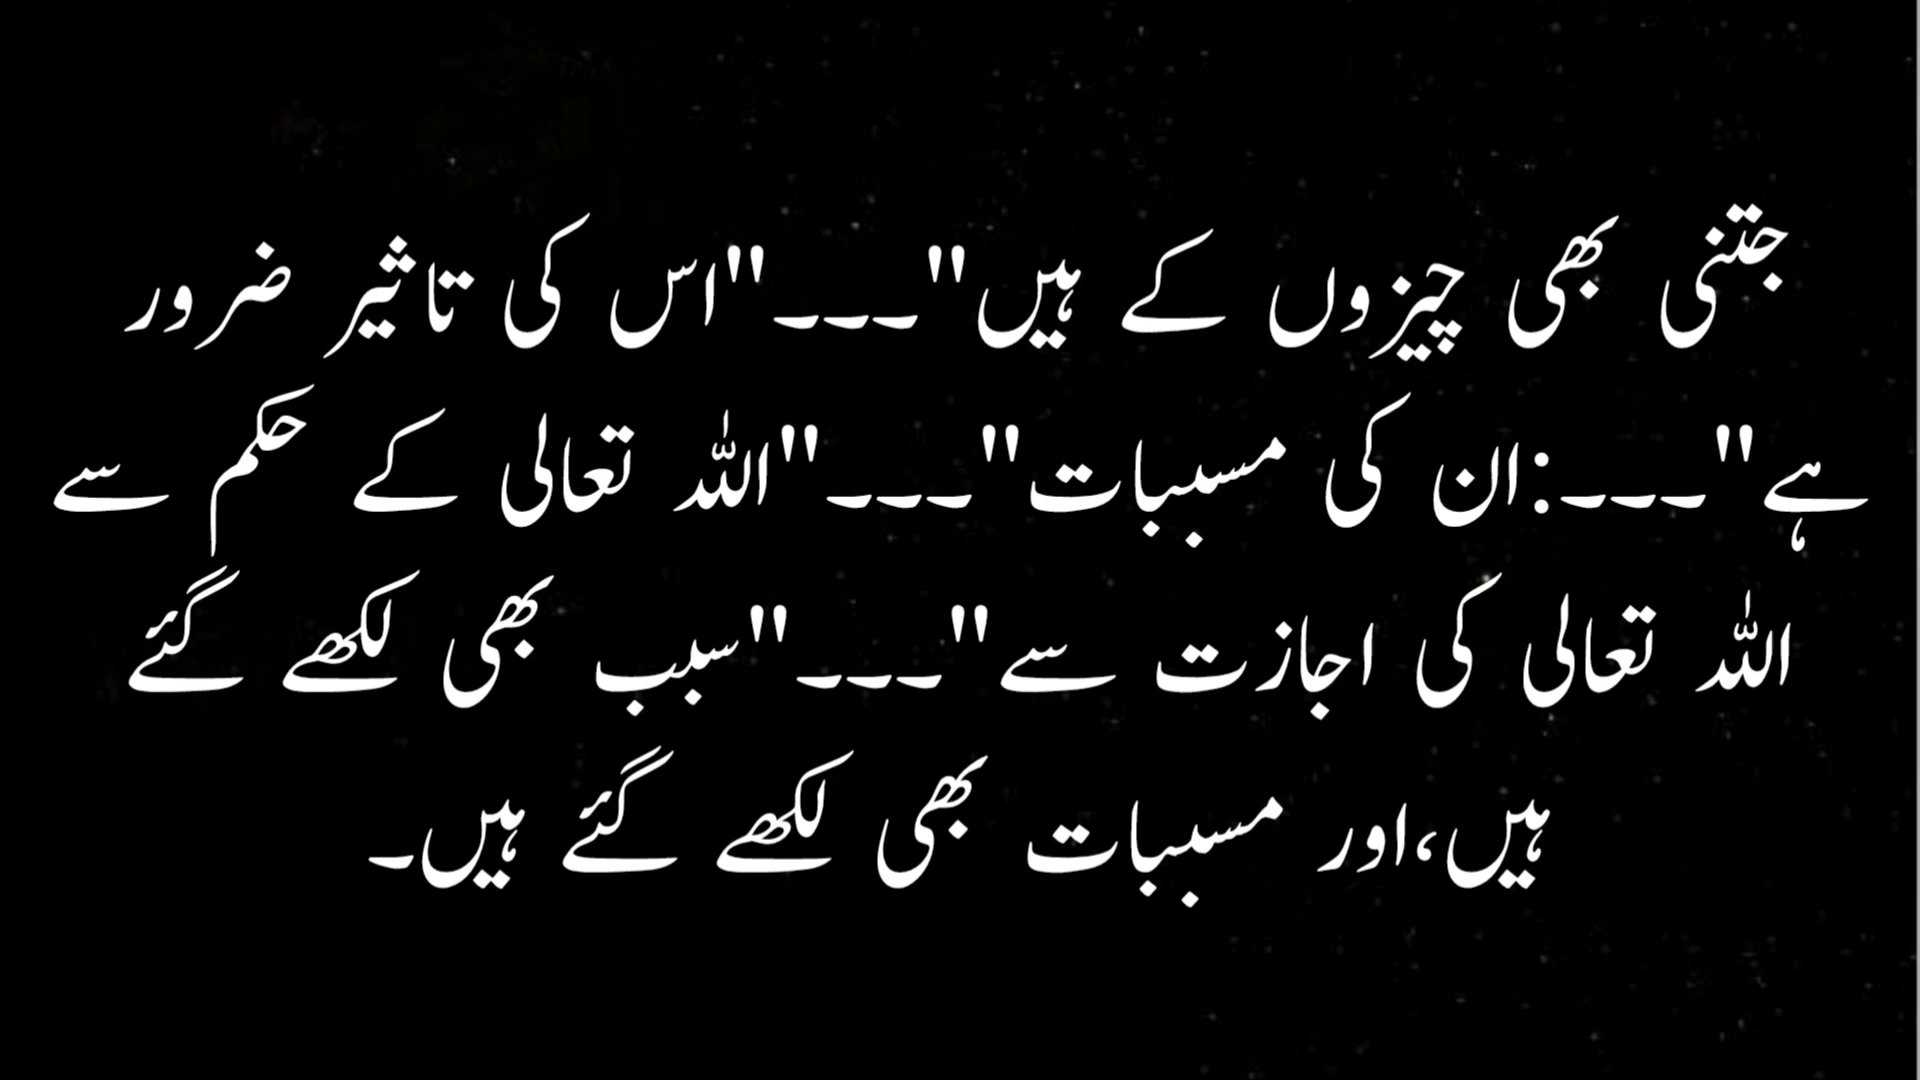 جتنی بھی چیزوں کے ہیں"۔۔۔"اس کی تاثیر ضرور
ہے"۔۔۔:ان کی مسببات"۔۔۔"اللہ تعالی کے حکم سے
اللہ تعالی کی اجازت سے"۔۔۔"سبب بھی لکھے گئے
ہیں،اور مسببات بھی لکھے گئے ہیں۔